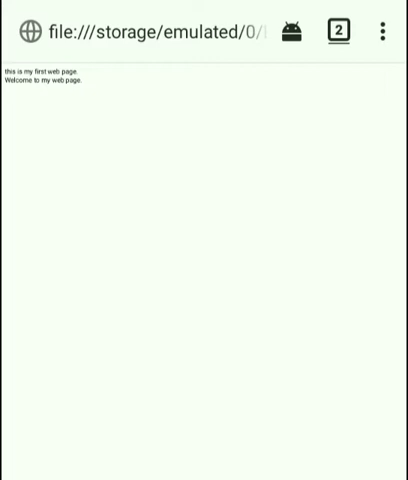 file:///storage/emulated/0/
2
this is my first web page.
Welcome to my web page.